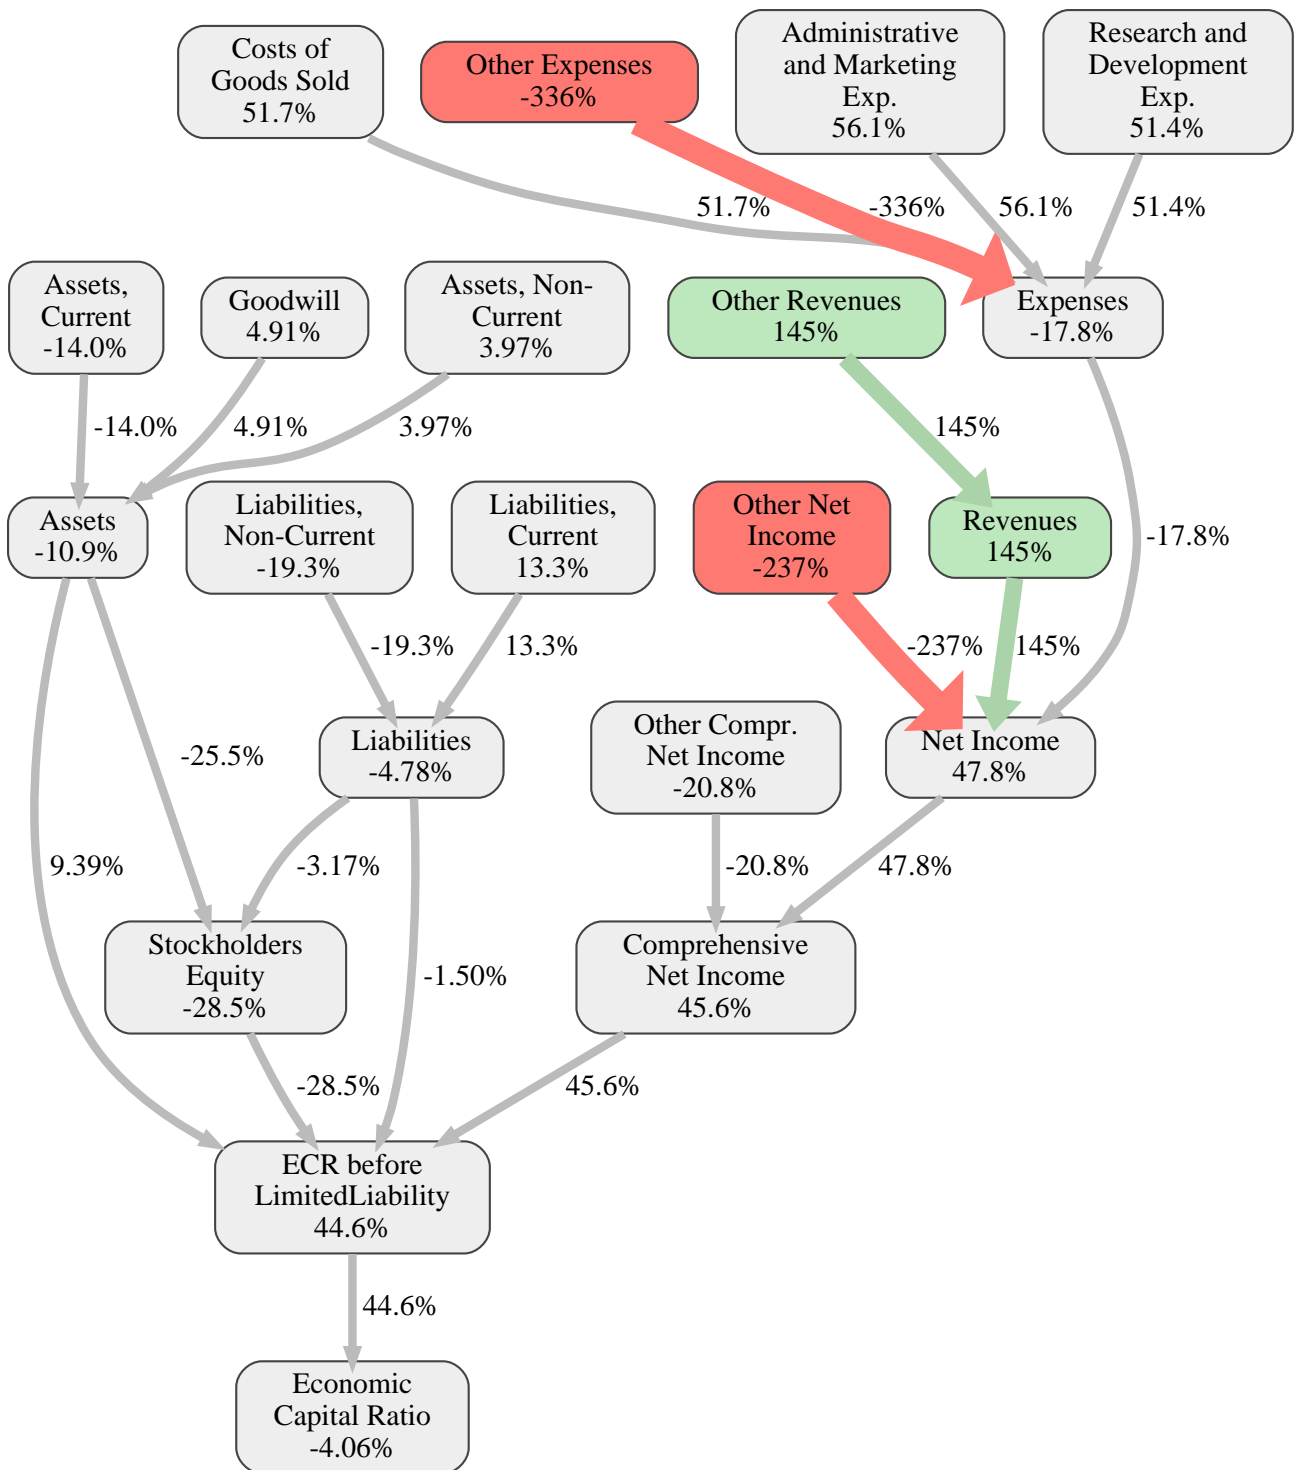 Costs of
Goods Sold
51.7%
Other Expenses
-336%
Administrative
and Marketing
Exp.
56.1%
Research and
Development
Exp.
51.4%
51.7%
-336%
56.1%
51.4%
Assets,
Current
-14.0%
Goodwill
4.91%
Assets, Non-
Current
3.97%
Other Revenues
145%
Expenses
-17.8%
-14.0%
4.91%
3.97%
145%
Assets
-10.9%
Liabilities,
Non-Current
-19.3%
Liabilities,
Current
13.3%
Other Net
Income
-237%
Revenues
145%
-17.8%
-19.3%
13.3%
-237%
145%
-25.5%
Liabilities
-4.78%
Other Compr.
Net Income
-20.8%
Net Income
47.8%
9.39%
-3.17%
-20.8%
47.8%
Stockholders
Equity
-28.5%
-1.50%
Comprehensive
Net Income
45.6%
-28.5%
45.6%
ECR before
LimitedLiability
44.6%
44.6%
Economic
Capital Ratio
-4.06%